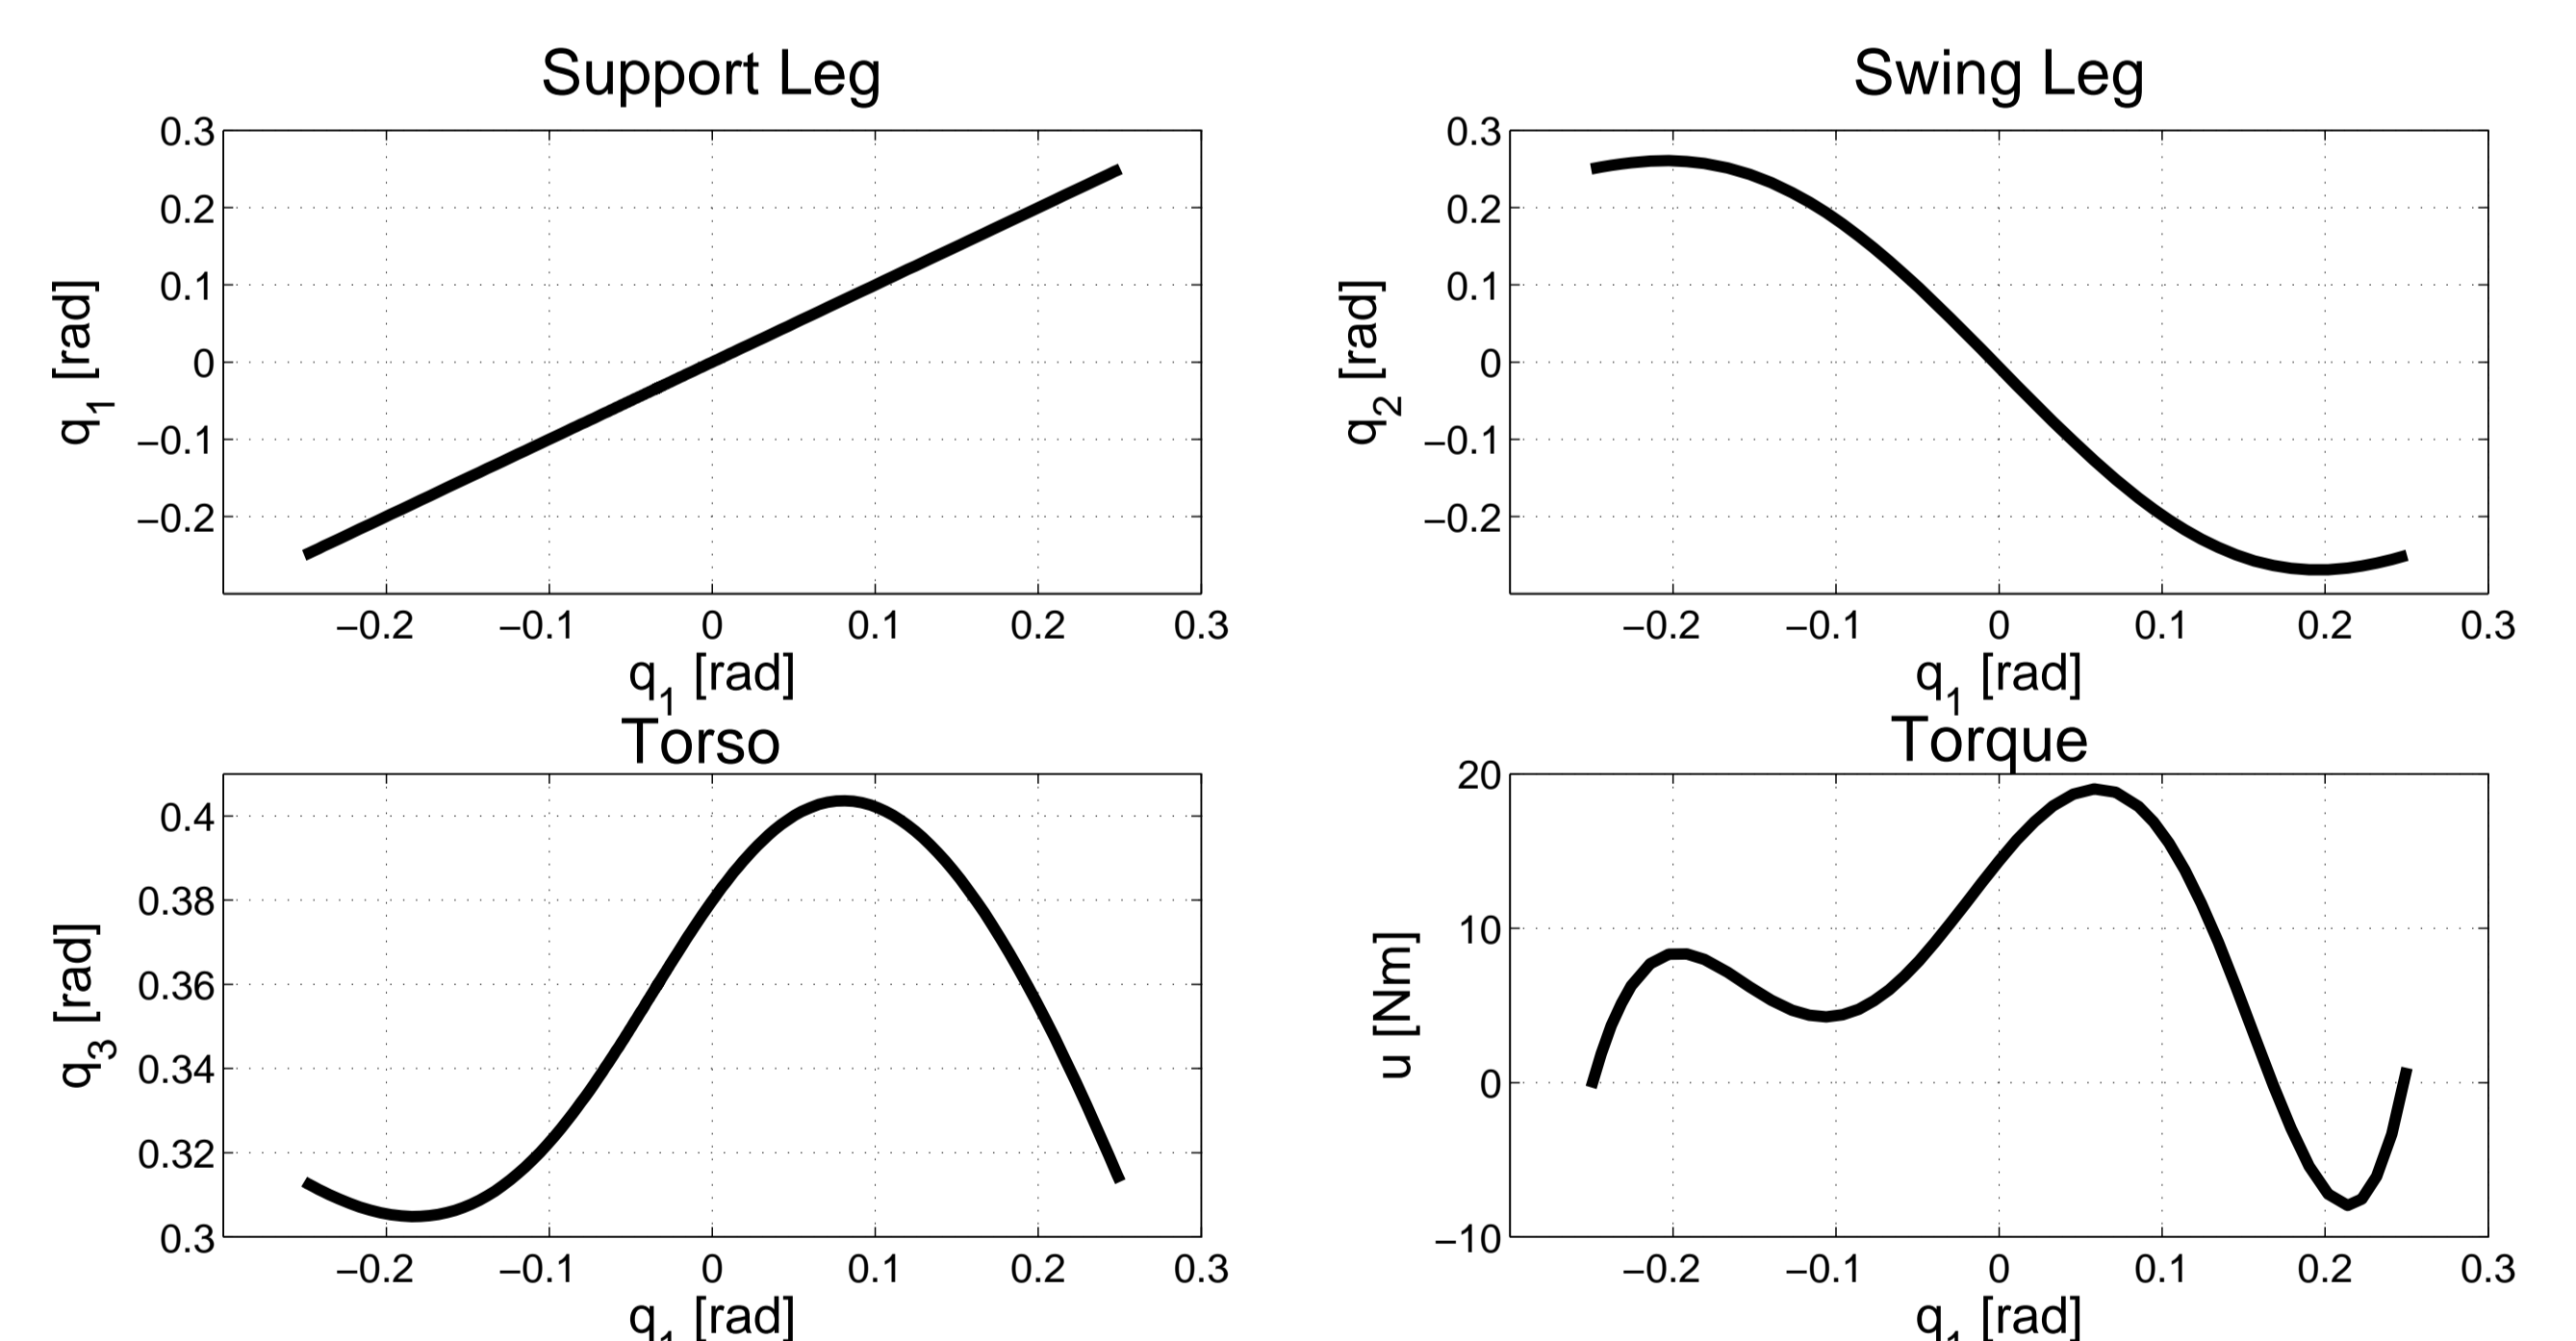 Support Leg
0.3
0.2
0.1
0
−0.1
−0.2
q1 [rad]
−0.2 −0.1 0 0.1 0.2 0.3
q1 [rad]
Swing Leg
0.3
0.2
0.1
0
−0.1
−0.2
q2 [rad]
−0.2 −0.1 0 0.1 0.2 0.3
q1 [rad]
Torso
0.4
0.38
0.36
0.34
0.32
0.3
q3 [rad]
−0.2 −0.1 0 0.1 0.2 0.3
q1 [rad]
Torque
20
10
0
−10
u [Nm]
−0.2 −0.1 0 0.1 0.2 0.3
q1 [rad]